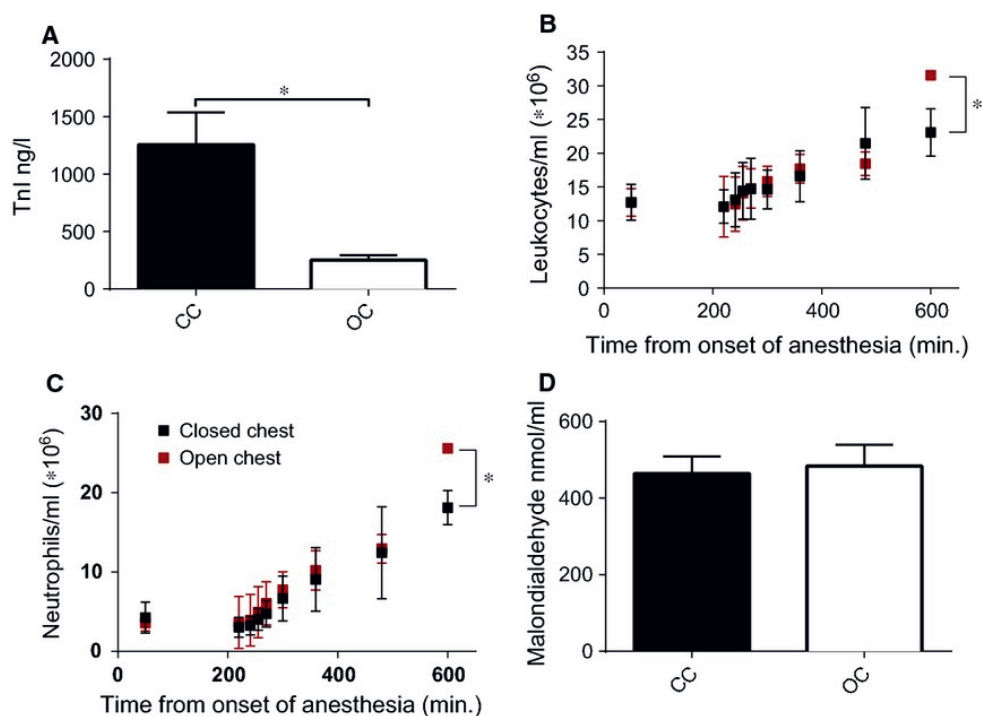 A
2000
1500
1000
500
0
TnI ng/l
*
CC
OC
B
35
30
25
20
15
10
5
0
Leukocytes/ml (*10⁶)
*
0
200
400
600
Time from onset of anesthesia (min.)
C
30
20
10
0
Neutrophils/ml (*10⁶)
Closed chest
Open chest
*
0
200
400
600
Time from onset of anesthesia (min.)
D
600
400
200
0
Malondialdehyde nmol/ml
CC
OC